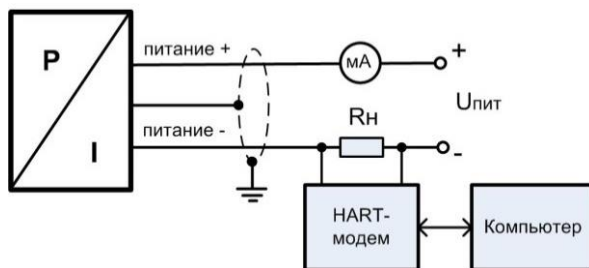 P
I
питание +
питание -
мА
+
Uпит
-
Rн
HART-
модем
Компьютер